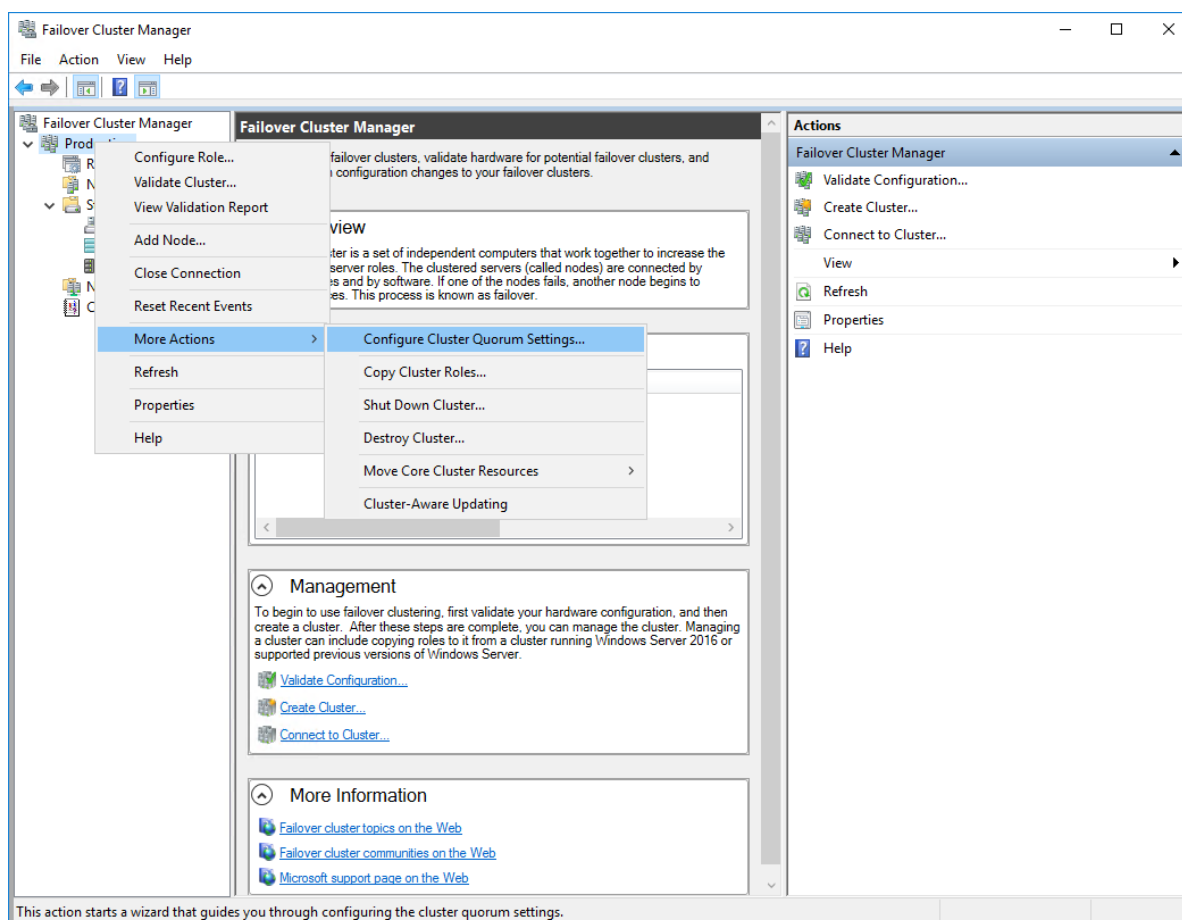 Failover Cluster Manager
File Action View Help
Failover Cluster Manager
Prod
R
N
S
N
C
Configure Role...
Validate Cluster...
View Validation Report
Add Node...
Close Connection
Reset Recent Events
More Actions
Refresh
Properties
Help
Configure Cluster Quorum Settings...
Copy Cluster Roles...
Shut Down Cluster...
Destroy Cluster...
Move Core Cluster Resources
Cluster-Aware Updating
Failover Cluster Manager
failover clusters, validate hardware for potential failover clusters, and
configuration changes to your failover clusters.
view
ter is a set of independent computers that work together to increase the
server roles. The clustered servers (called nodes) are connected by
s and by software. If one of the nodes fails, another node begins to
es. This process is known as failover.
Management
To begin to use failover clustering, first validate your hardware configuration, and then
create a cluster. After these steps are complete, you can manage the cluster. Managing
a cluster can include copying roles to it from a cluster running Windows Server 2016 or
supported previous versions of Windows Server.
Validate Configuration...
Create Cluster...
Connect to Cluster...
More Information
Failover cluster topics on the Web
Failover cluster communities on the Web
Microsoft support page on the Web
Actions
Failover Cluster Manager
Validate Configuration...
Create Cluster...
Connect to Cluster...
View
Refresh
Properties
Help
This action starts a wizard that guides you through configuring the cluster quorum settings.